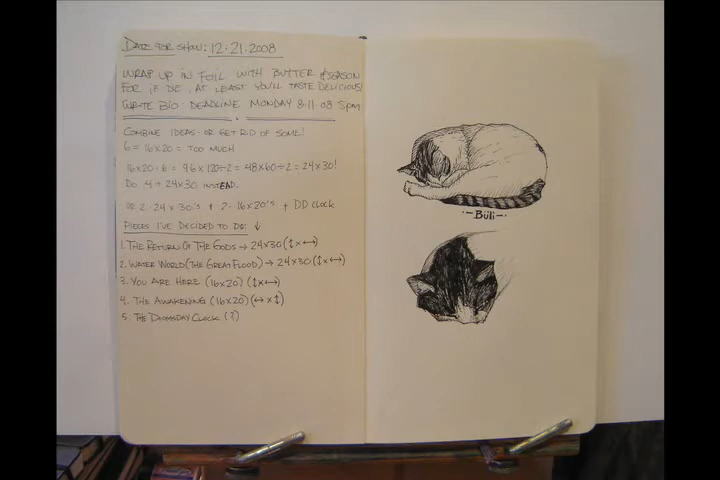 DATE FOR SHOW: 12.21.2008
WRAP UP IN FOIL WITH BUTTER & SEASON
FOR IF DIE, AT LEAST YOU'LL TASTE DELICIOUS!
WRITE BIO: DEADLINE MONDAY 8.11.08 5pm
COMBINE IDEAS - OR GET RID OF SOME!
6 = 16x20 = TOO MUCH
16x20 · 6 = 96x120÷2 = 48x60÷2 = 24x30!
DO 4 24x30 INSTEAD.
OR 2 - 24x30's + 2 - 16x20's + DD CLOCK
PIECES I'VE DECIDED TO DO: ↓
1. THE RETURN OF THE GODS → 24x30 (↕x↔)
2. WATER WORLD (THE GREAT FLOOD) → 24x30 (↕x↔)
3. YOU ARE HERE (16x20) (↕x↔)
4. THE AWAKENING (16x20) (↔x↕)
5. THE DOOMSDAY CLOCK (?)
-Büli-